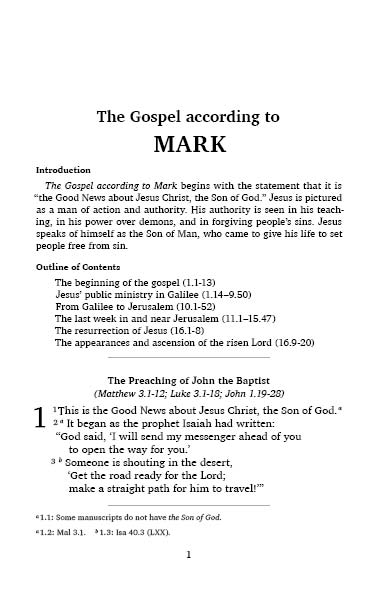 The Gospel according to
MARK
Introduction
The Gospel according to Mark begins with the statement that it is
“the Good News about Jesus Christ, the Son of God.” Jesus is pictured
as a man of action and authority. His authority is seen in his teach-
ing, in his power over demons, and in forgiving people’s sins. Jesus
speaks of himself as the Son of Man, who came to give his life to set
people free from sin.
Outline of Contents
The beginning of the gospel (1.1-13)
Jesus’ public ministry in Galilee (1.14–9.50)
From Galilee to Jerusalem (10.1-52)
The last week in and near Jerusalem (11.1–15.47)
The resurrection of Jesus (16.1-8)
The appearances and ascension of the risen Lord (16.9-20)
The Preaching of John the Baptist
(Matthew 3.1-12; Luke 3.1-18; John 1.19-28)
1 ¹This is the Good News about Jesus Christ, the Son of God.ᵃ
2 ᵃ It began as the prophet Isaiah had written:
“God said, ‘I will send my messenger ahead of you
to open the way for you.’
3 ᵇ Someone is shouting in the desert,
‘Get the road ready for the Lord;
make a straight path for him to travel!’”
ᵃ1.1: Some manuscripts do not have the Son of God.
ᵃ1.2: Mal 3.1. ᵇ1.3: Isa 40.3 (LXX).
1